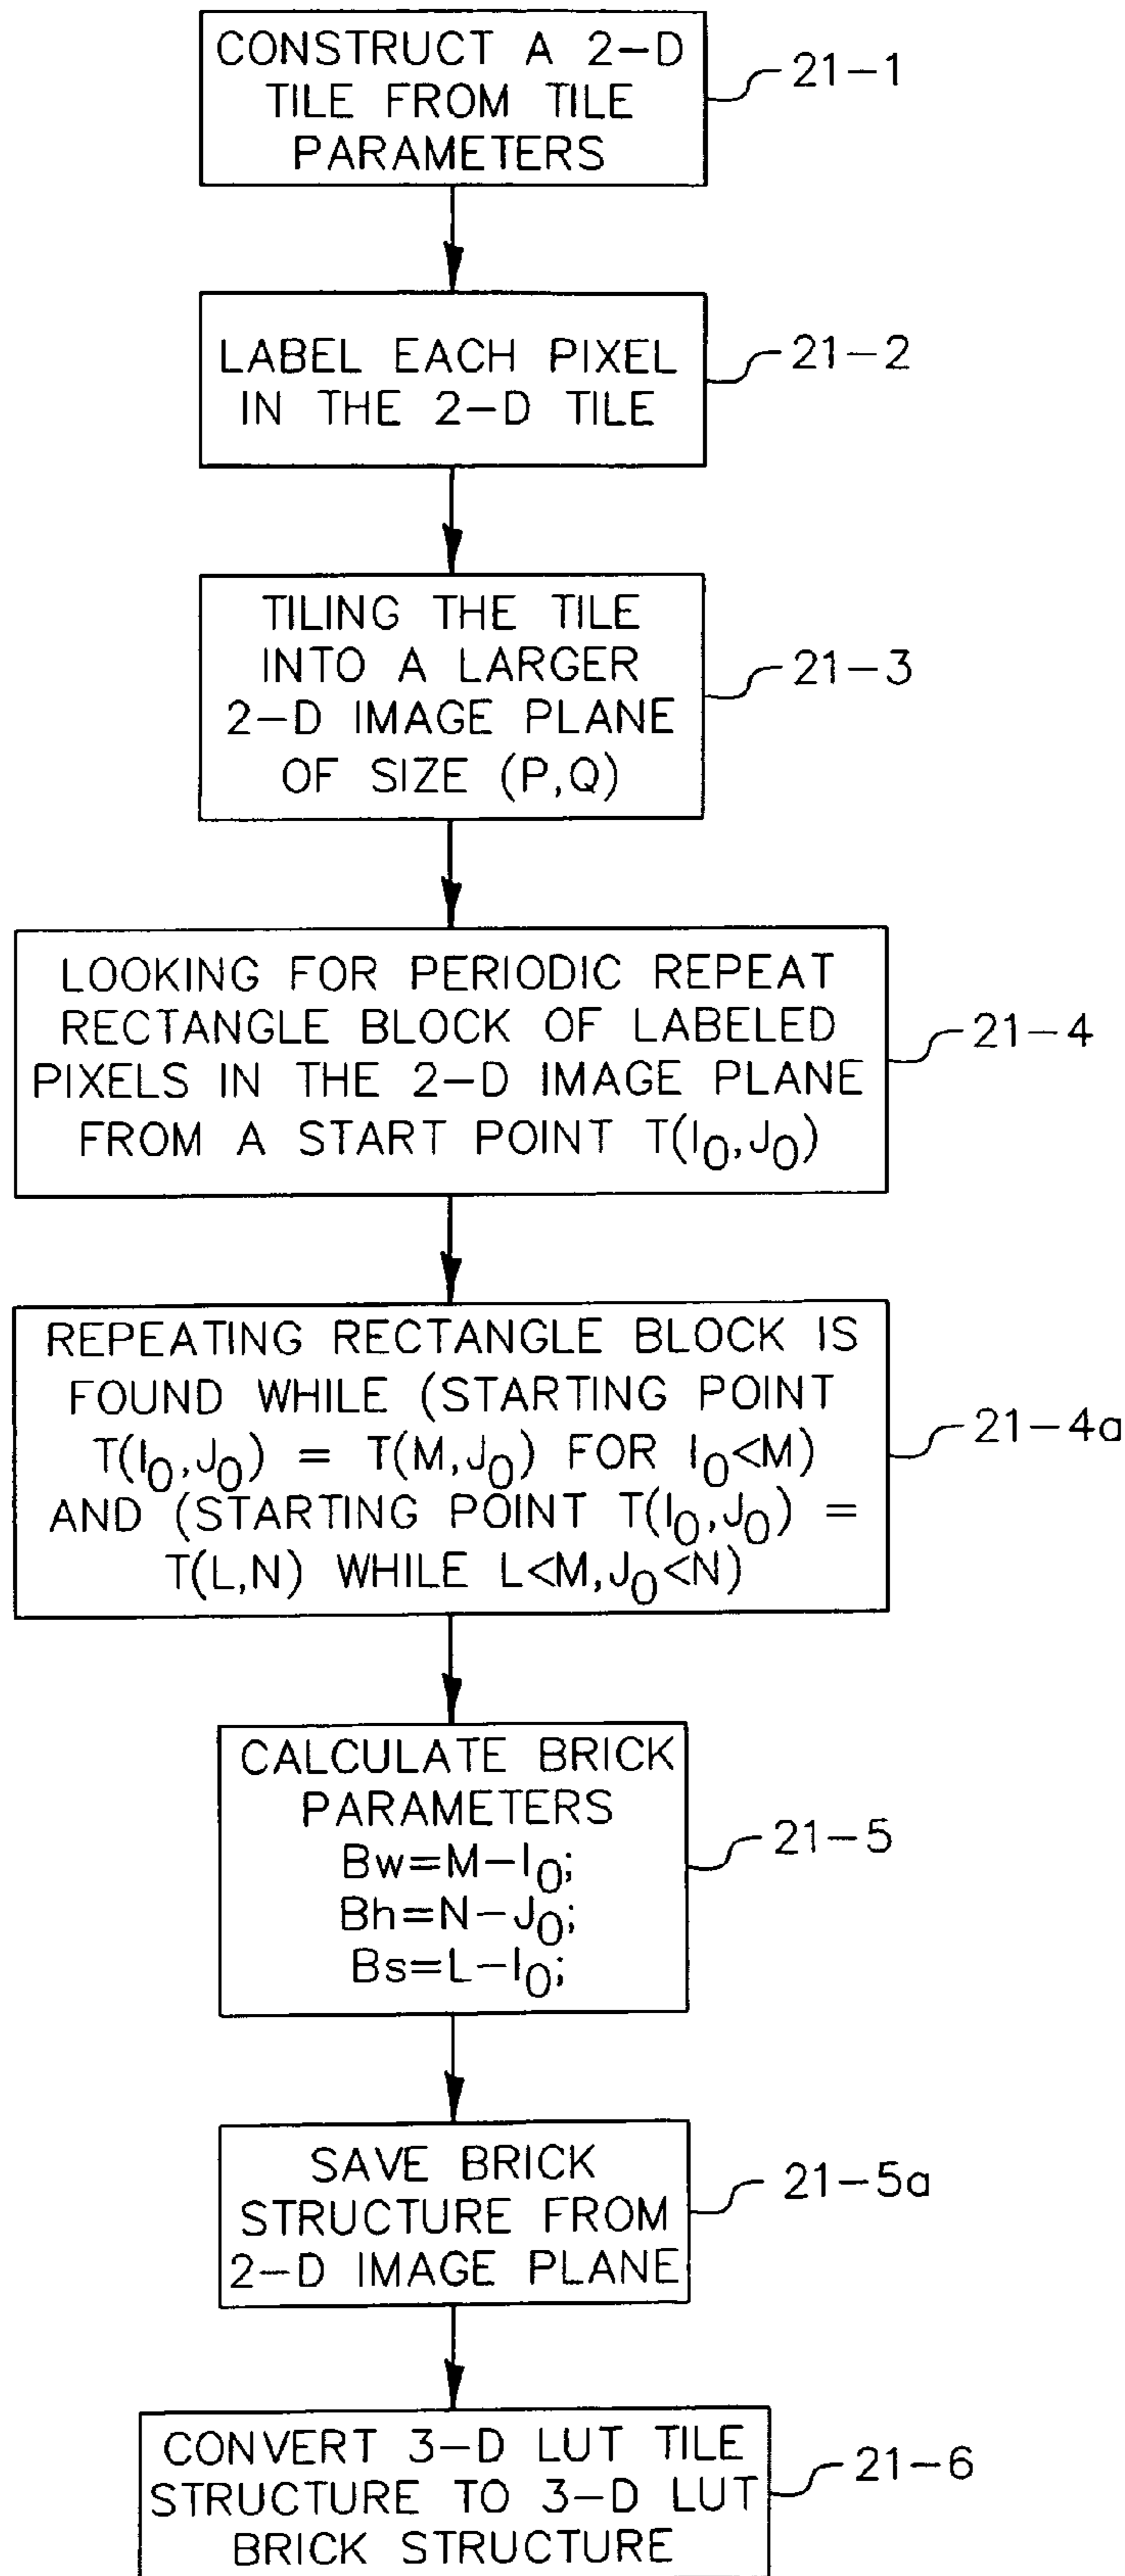 CONSTRUCT A 2-D
TILE FROM TILE
PARAMETERS
21-1
LABEL EACH PIXEL
IN THE 2-D TILE
21-2
TILING THE TILE
INTO A LARGER
2-D IMAGE PLANE
OF SIZE (P,Q)
21-3
LOOKING FOR PERIODIC REPEAT
RECTANGLE BLOCK OF LABELED
PIXELS IN THE 2-D IMAGE PLANE
FROM A START POINT T(I₀,J₀)
21-4
REPEATING RECTANGLE BLOCK IS
FOUND WHILE (STARTING POINT
T(I₀,J₀) = T(M,J₀) FOR I₀<M)
AND (STARTING POINT T(I₀,J₀) =
T(L,N) WHILE L<M,J₀<N)
21-4a
CALCULATE BRICK
PARAMETERS
Bw=M-I₀;
Bh=N-J₀;
Bs=L-I₀;
21-5
SAVE BRICK
STRUCTURE FROM
2-D IMAGE PLANE
21-5a
CONVERT 3-D LUT TILE
STRUCTURE TO 3-D LUT
BRICK STRUCTURE
21-6